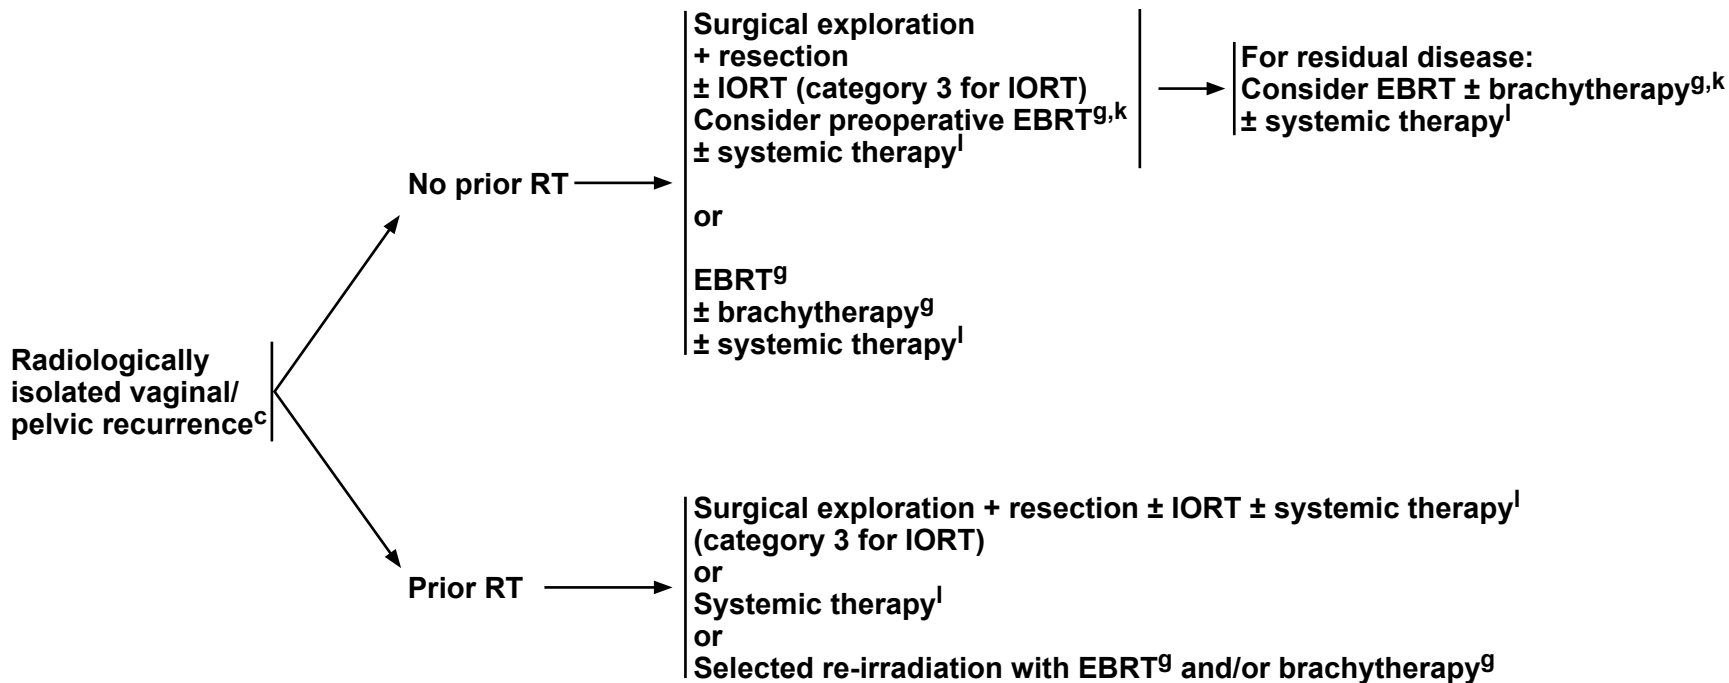 Surgical exploration
+ resection
± IORT (category 3 for IORT)
Consider preoperative EBRTg,k
± systemic therapyl
For residual disease:
Consider EBRT ± brachytherapyg,k
± systemic therapyl
No prior RT
or
EBRTg
± brachytherapyg
± systemic therapyl
Radiologically
isolated vaginal/
pelvic recurrencec
Prior RT
Surgical exploration + resection ± IORT ± systemic therapyl
(category 3 for IORT)
or
Systemic therapyl
or
Selected re-irradiation with EBRTg and/or brachytherapyg